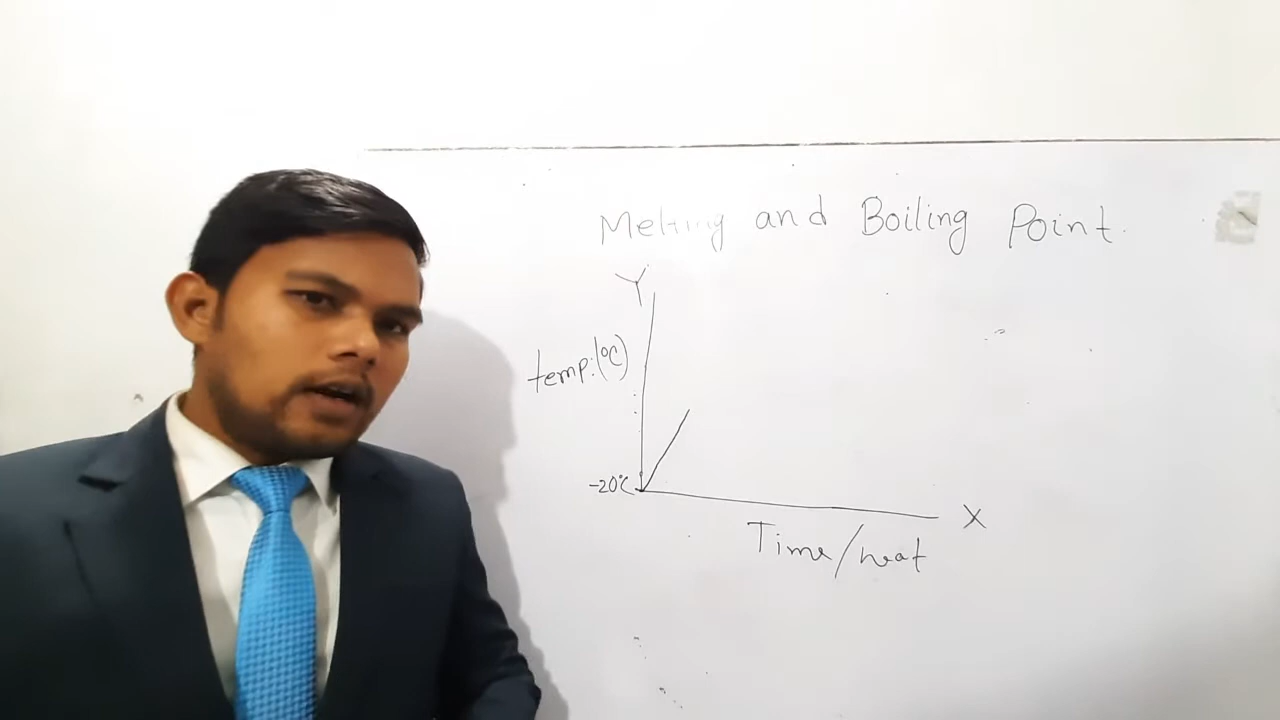 Melting and Boiling Point.
Y
temp:(°C)
-20°C
X
Time/heat